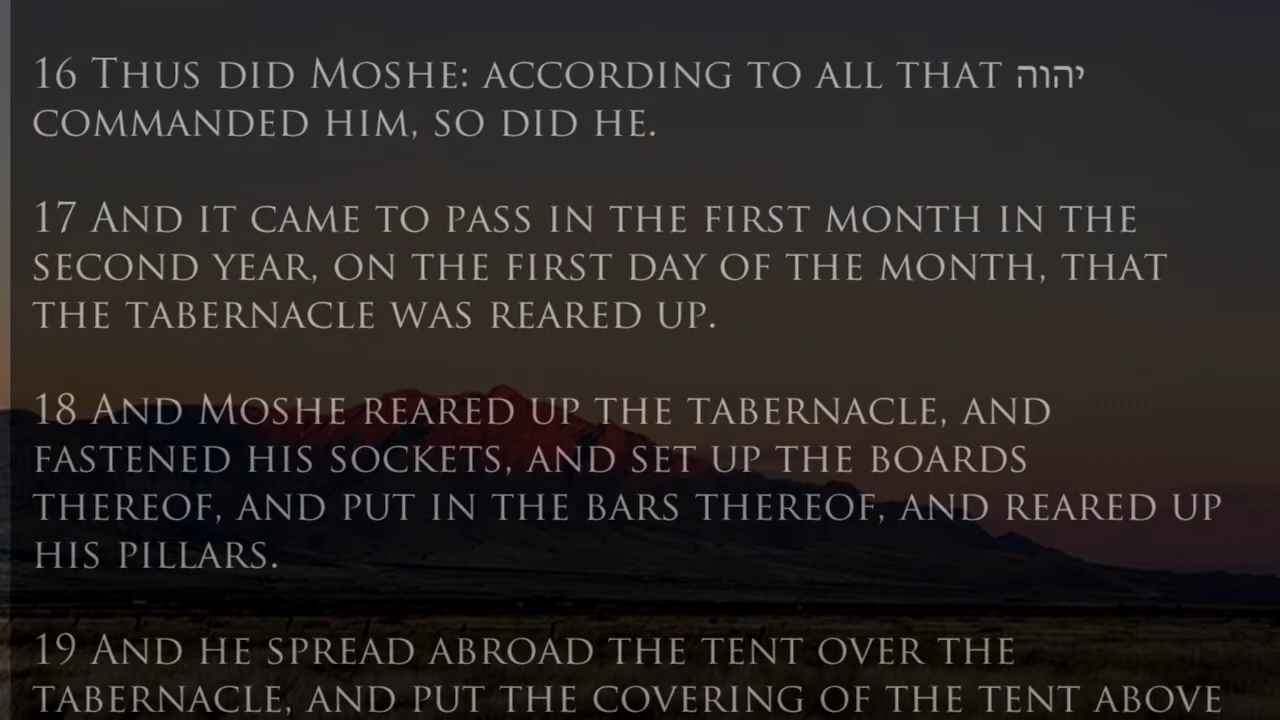 16 Thus did Moshe: according to all that יהוה
commanded him, so did he.
17 And it came to pass in the first month in the
second year, on the first day of the month, that
the tabernacle was reared up.
18 And Moshe reared up the tabernacle, and
fastened his sockets, and set up the boards
thereof, and put in the bars thereof, and reared up
his pillars.
19 And he spread abroad the tent over the
tabernacle, and put the covering of the tent above